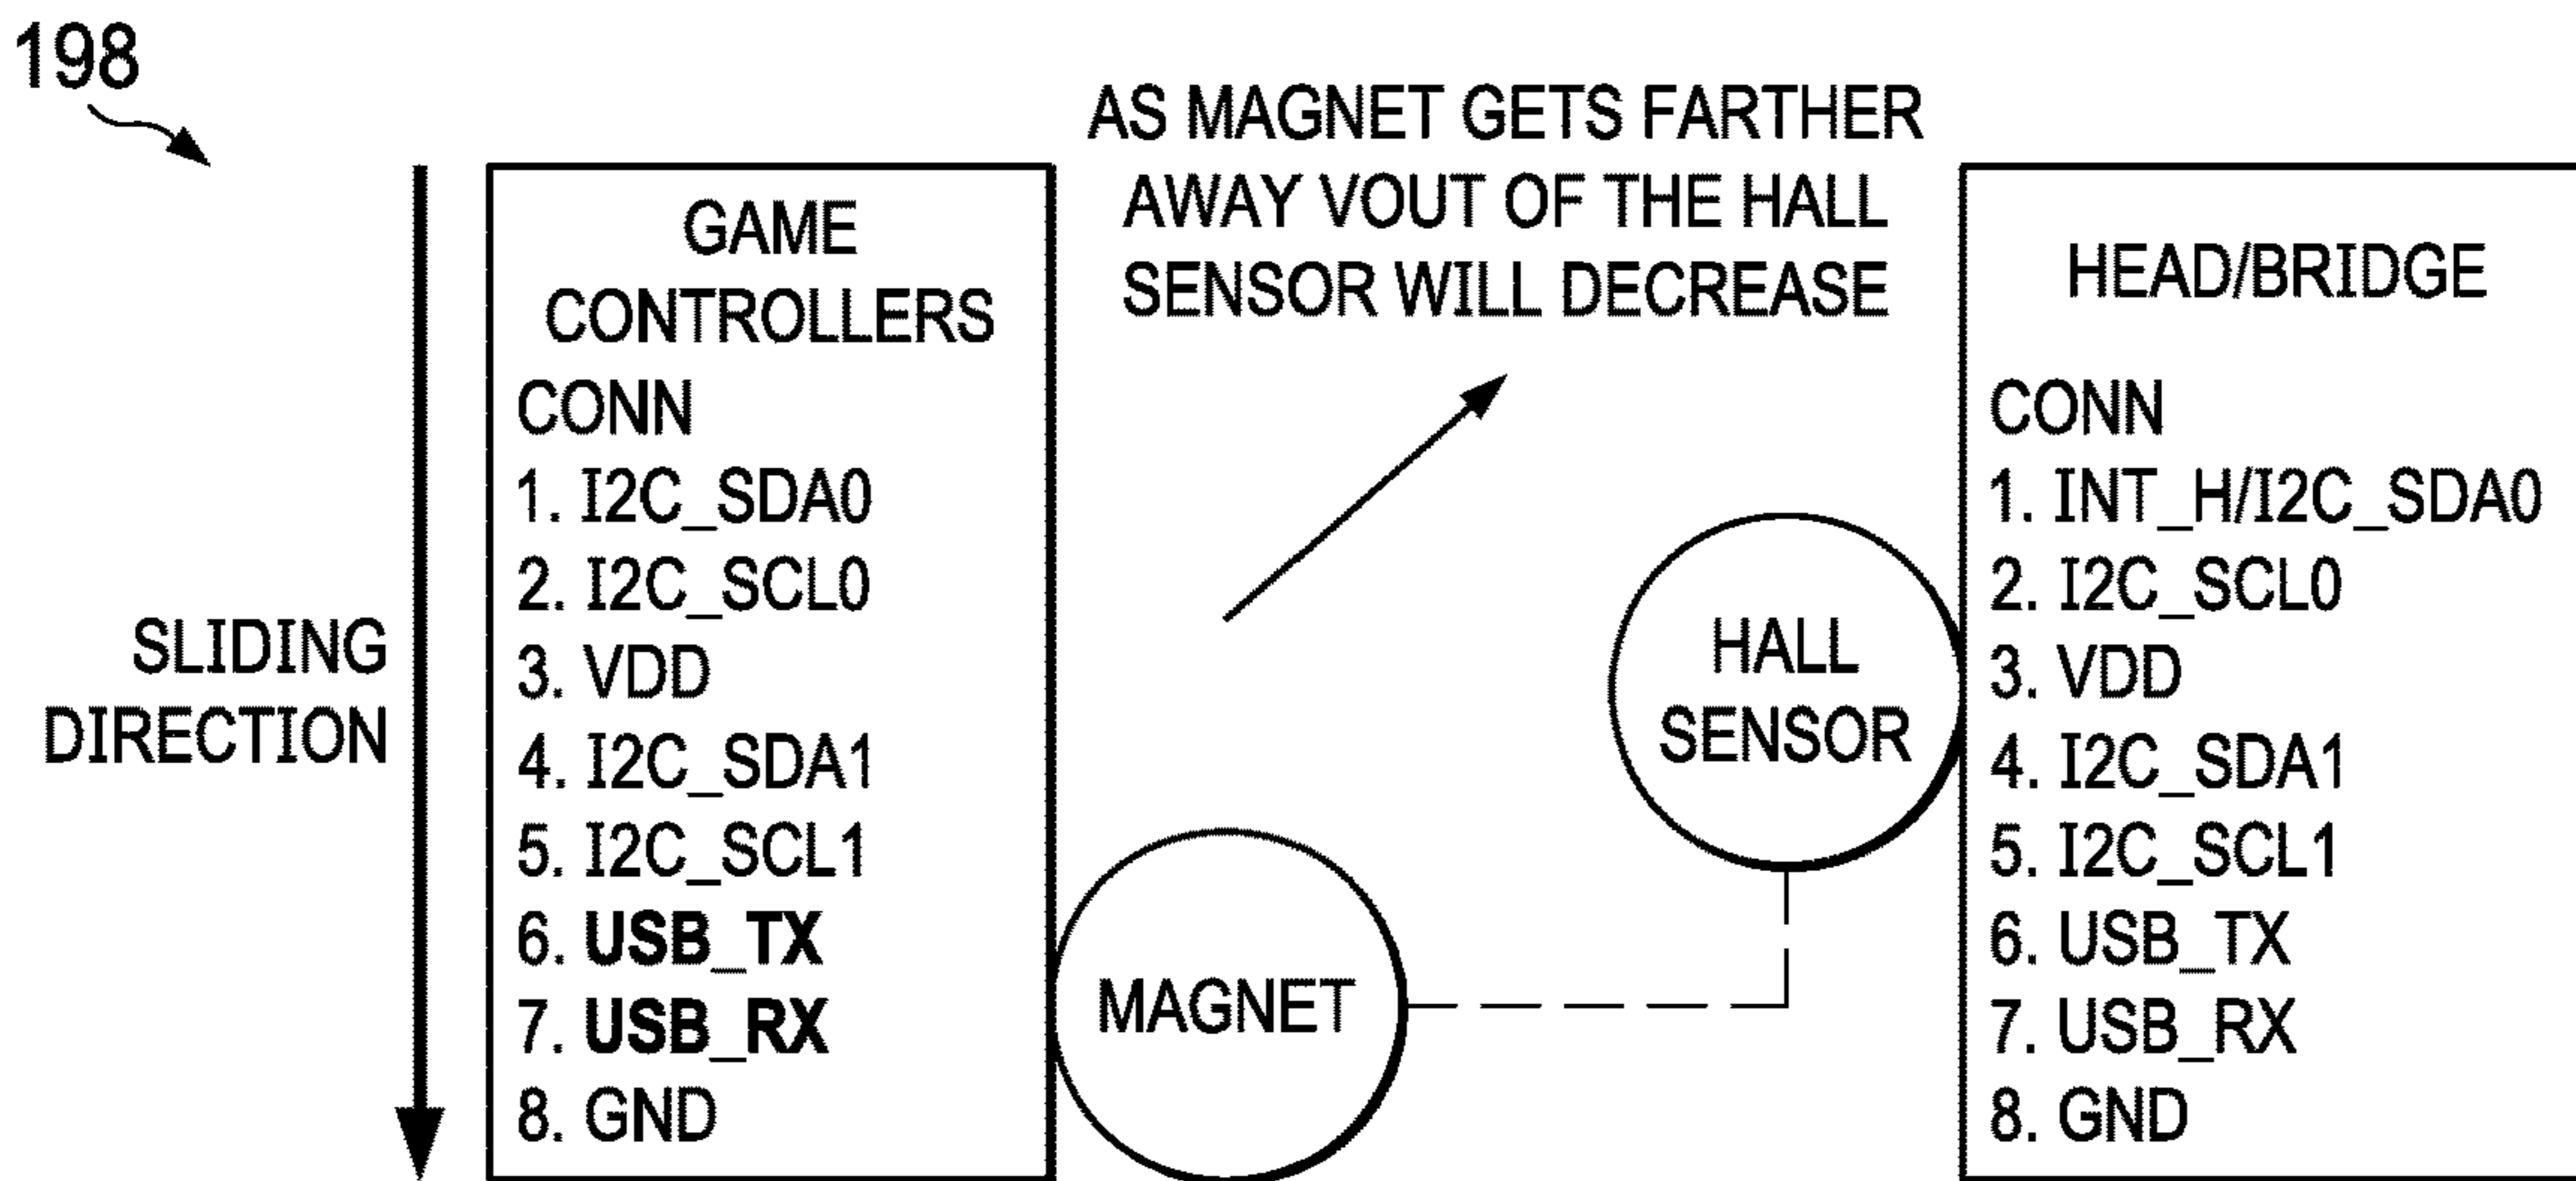 198
AS MAGNET GETS FARTHER
AWAY VOUT OF THE HALL
SENSOR WILL DECREASE
SLIDING
DIRECTION
GAME
CONTROLLERS
CONN
1. I2C_SDA0
2. I2C_SCL0
3. VDD
4. I2C_SDA1
5. I2C_SCL1
6. USB_TX
7. USB_RX
8. GND
MAGNET
HALL
SENSOR
HEAD/BRIDGE
CONN
1. INT_H/I2C_SDA0
2. I2C_SCL0
3. VDD
4. I2C_SDA1
5. I2C_SCL1
6. USB_TX
7. USB_RX
8. GND